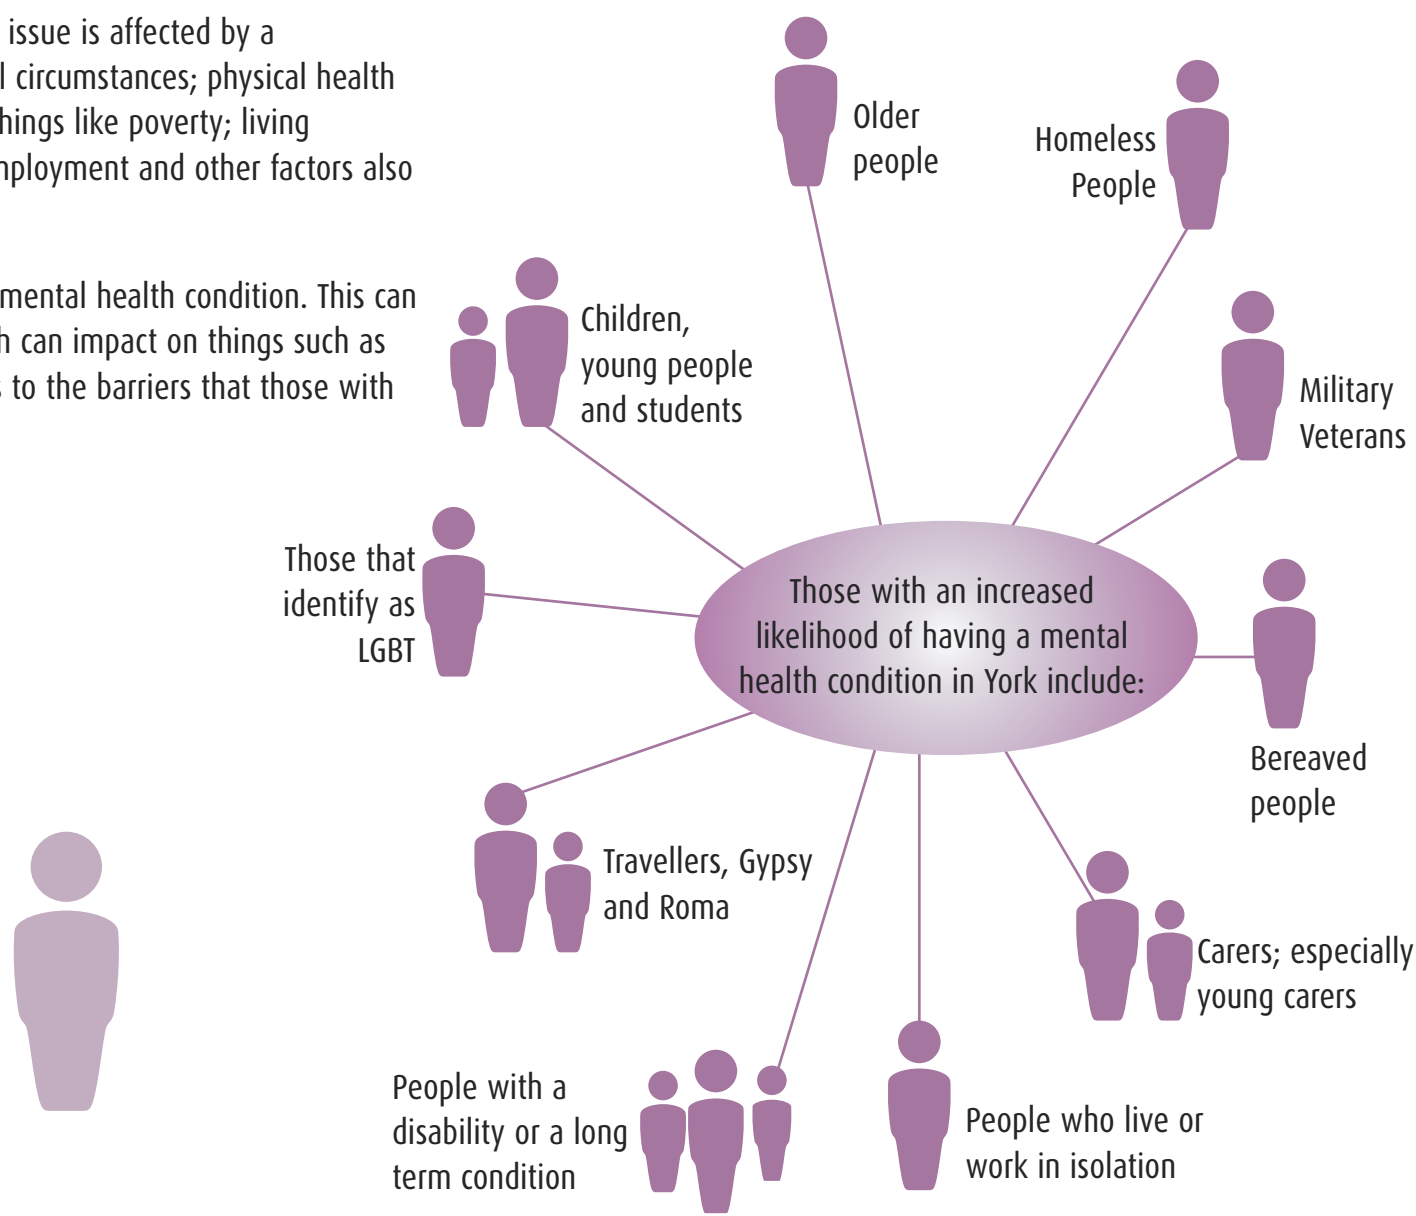 issue is affected by a
l circumstances; physical health
hings like poverty; living
mployment and other factors also
mental health condition. This can
h can impact on things such as
s to the barriers that those with
Older
people
Homeless
People
Children,
young people
and students
Military
Veterans
Those that
identify as
LGBT
Those with an increased
likelihood of having a mental
health condition in York include:
Bereaved
people
Travellers, Gypsy
and Roma
Carers; especially
young carers
People with a
disability or a long
term condition
People who live or
work in isolation